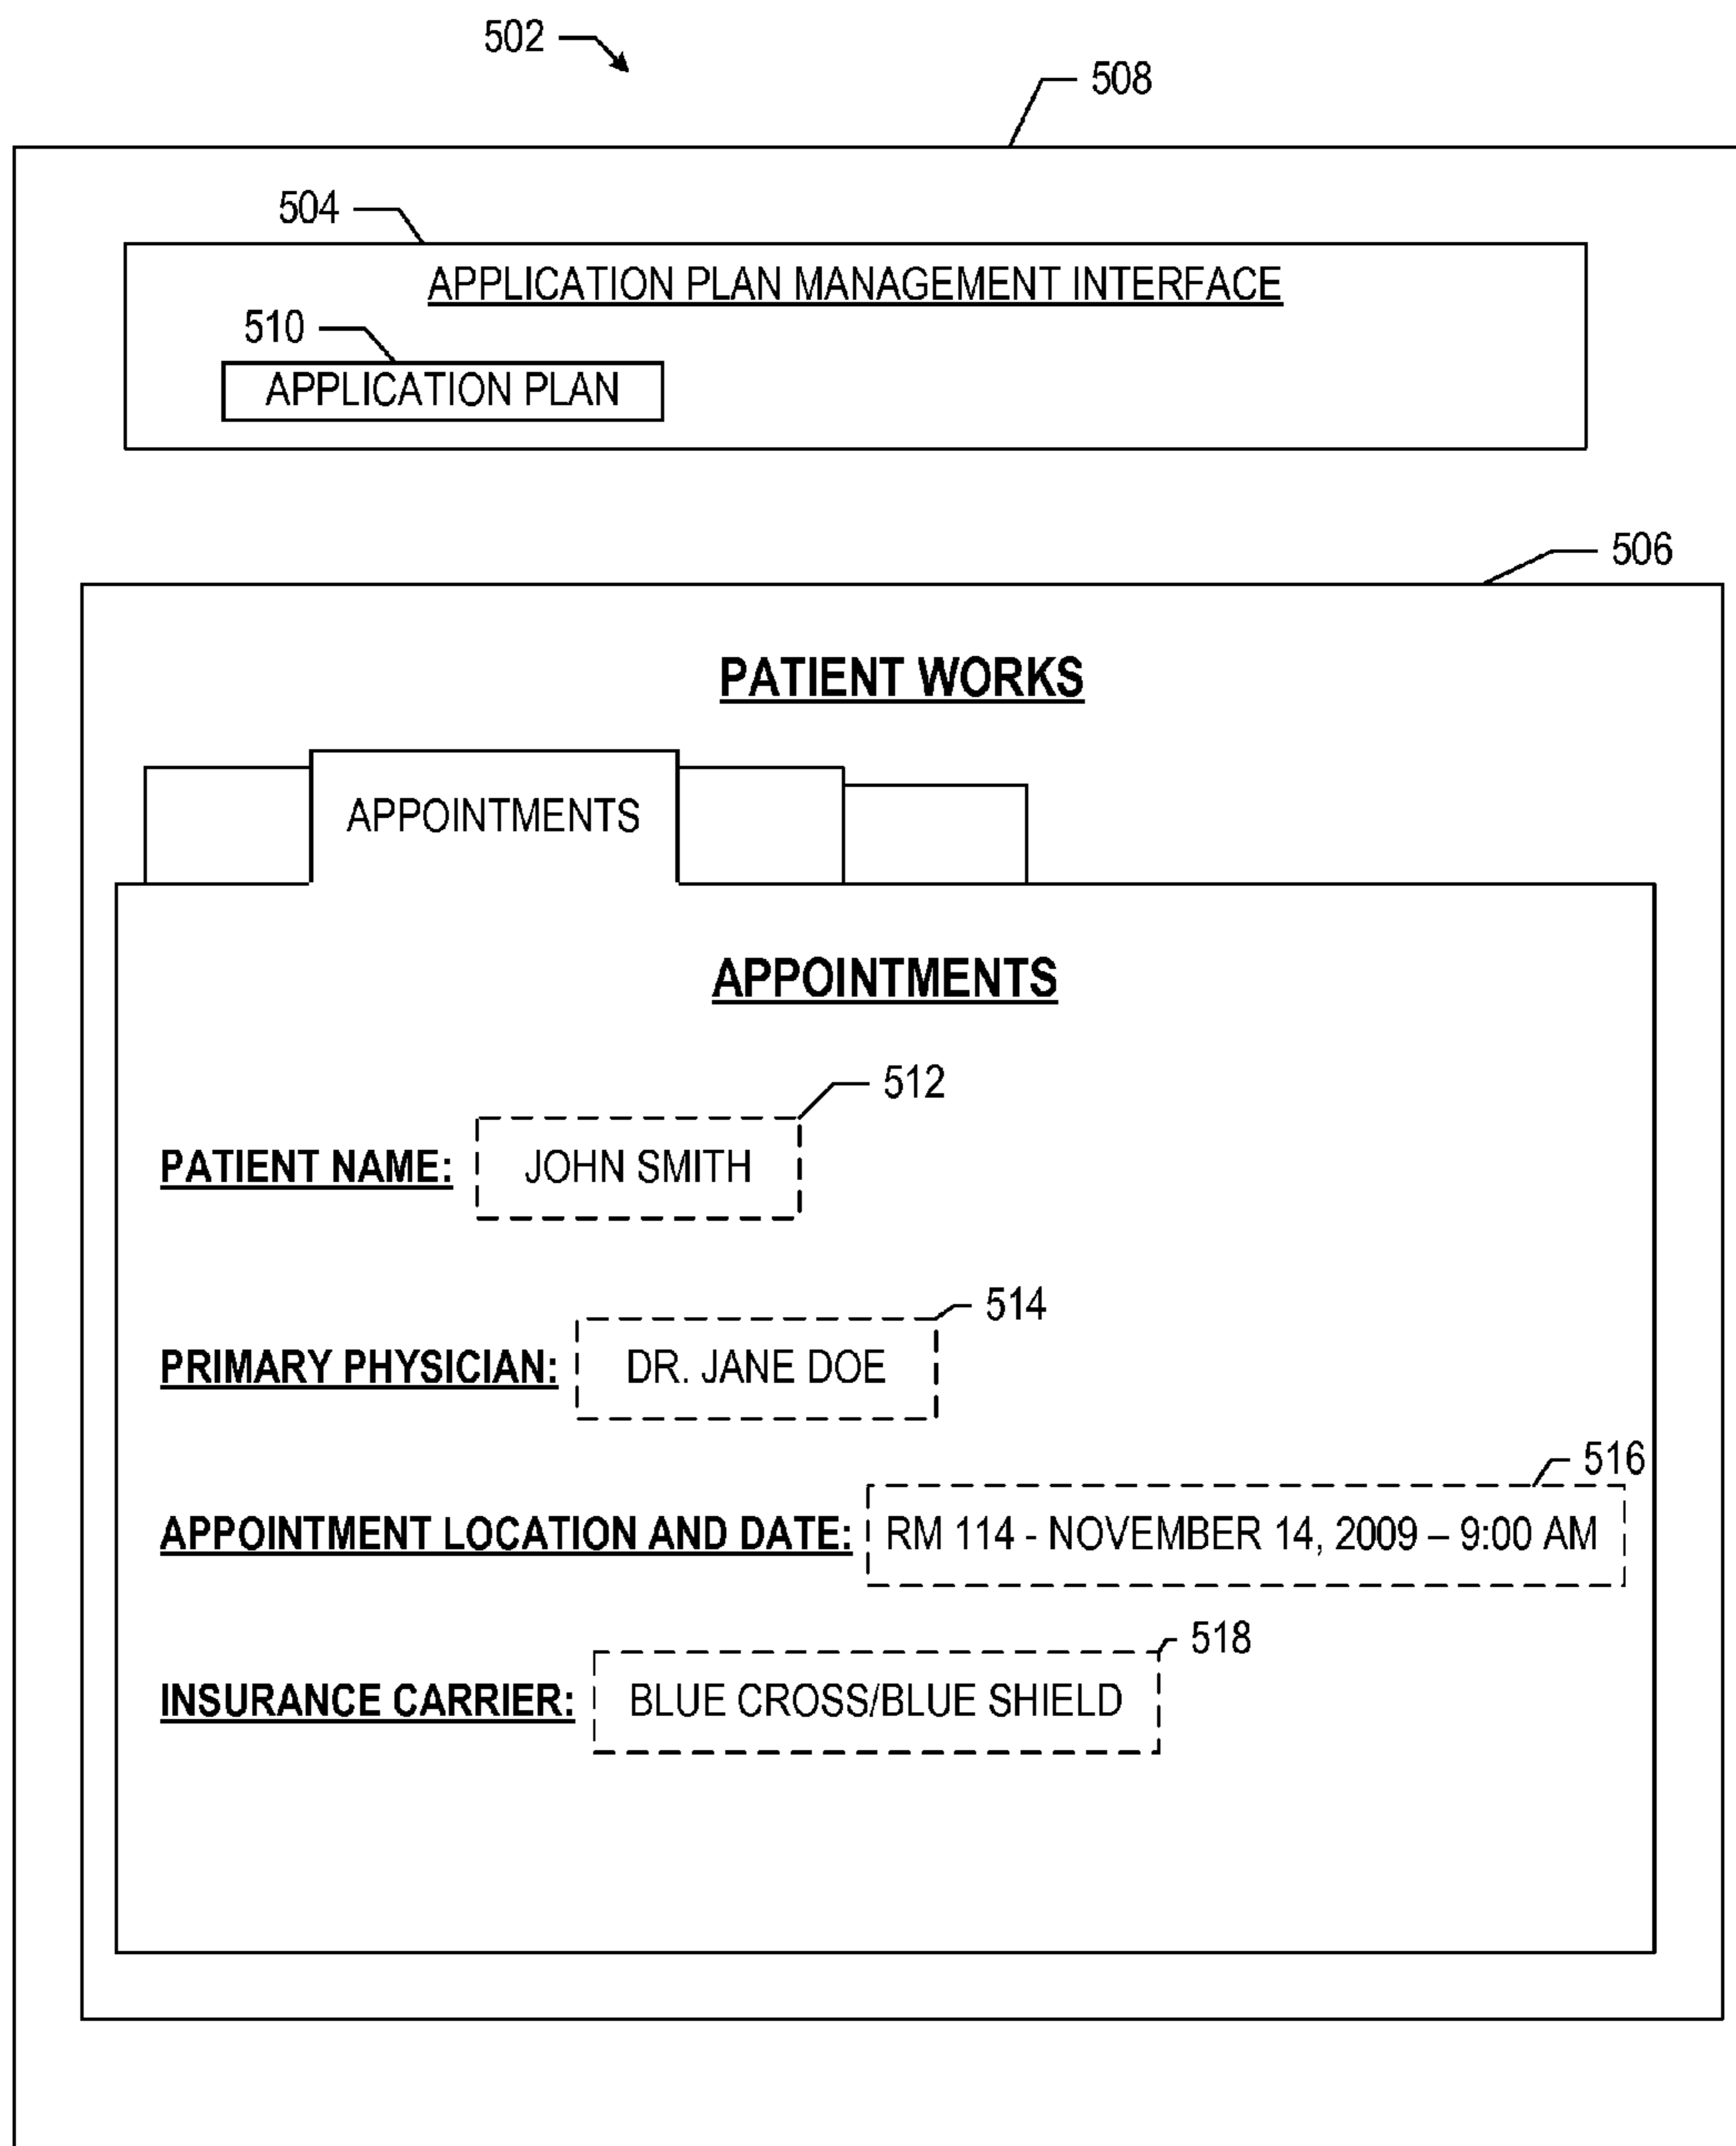 502
508
504
APPLICATION PLAN MANAGEMENT INTERFACE
510
APPLICATION PLAN
506
PATIENT WORKS
APPOINTMENTS
APPOINTMENTS
512
PATIENT NAME: JOHN SMITH
514
PRIMARY PHYSICIAN: DR. JANE DOE
516
APPOINTMENT LOCATION AND DATE: RM 114 - NOVEMBER 14, 2009 – 9:00 AM
518
INSURANCE CARRIER: BLUE CROSS/BLUE SHIELD